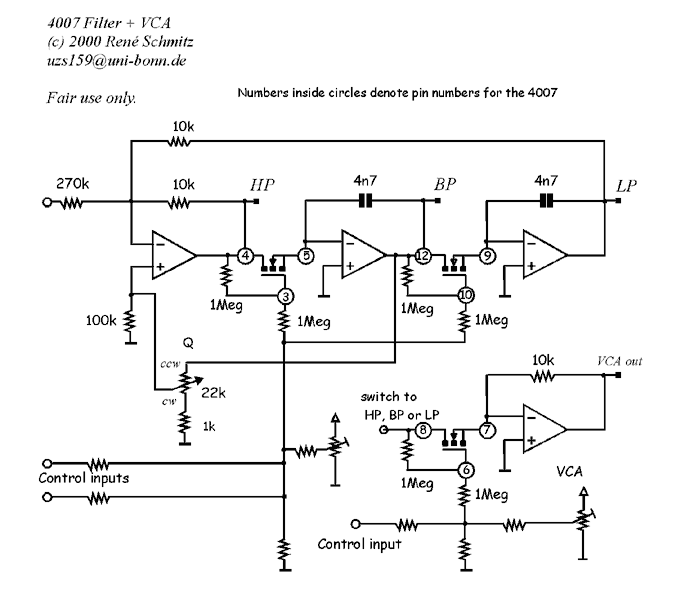 4007 Filter + VCA
(c) 2000 René Schmitz
uzs159@uni-bonn.de
Fair use only.
Numbers inside circles denote pin numbers for the 4007
10k
270k
10k
HP
4n7
BP
4n7
LP
4
5
12
9
3
10
1Meg
1Meg
1Meg
1Meg
100k
Q
ccw
cw
22k
1k
10k
VCA out
switch to
HP, BP or LP
8
7
6
1Meg
1Meg
VCA
Control inputs
Control input